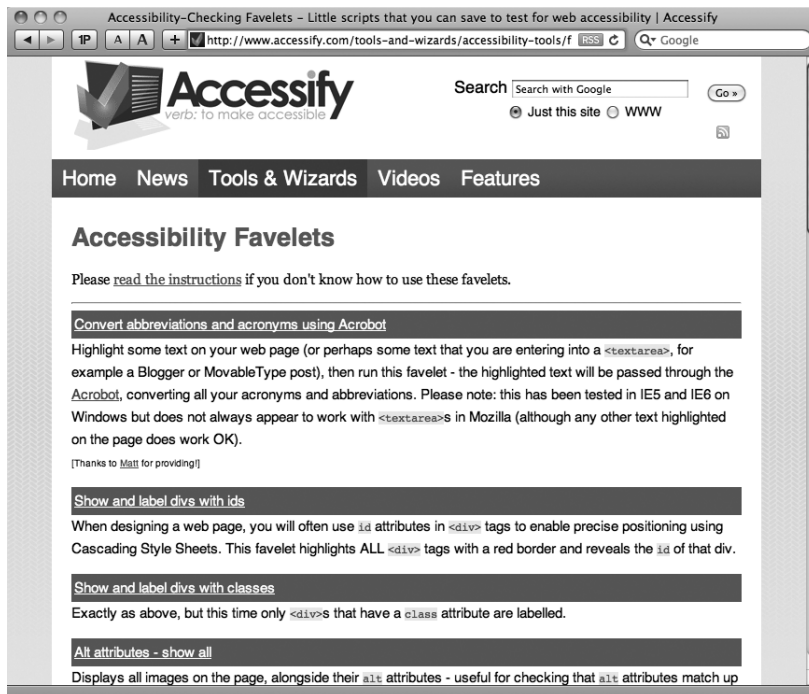 Accessibility-Checking Favelets – Little scripts that you can save to test for web accessibility | Accessify
1P A A + http://www.accessify.com/tools-and-wizards/accessibility-tools/f RSS Google
Accessify
verb: to make accessible
Search Search with Google Go »
Just this site WWW
Home News Tools & Wizards Videos Features
Accessibility Favelets
Please read the instructions if you don't know how to use these favelets.
Convert abbreviations and acronyms using Acrobot
Highlight some text on your web page (or perhaps some text that you are entering into a <textarea>, for
example a Blogger or MovableType post), then run this favelet - the highlighted text will be passed through the
Acrobot, converting all your acronyms and abbreviations. Please note: this has been tested in IE5 and IE6 on
Windows but does not always appear to work with <textarea>s in Mozilla (although any other text highlighted
on the page does work OK).
[Thanks to Matt for providing!]
Show and label divs with ids
When designing a web page, you will often use id attributes in <div> tags to enable precise positioning using
Cascading Style Sheets. This favelet highlights ALL <div> tags with a red border and reveals the id of that div.
Show and label divs with classes
Exactly as above, but this time only <div>s that have a class attribute are labelled.
Alt attributes - show all
Displays all images on the page, alongside their alt attributes - useful for checking that alt attributes match up